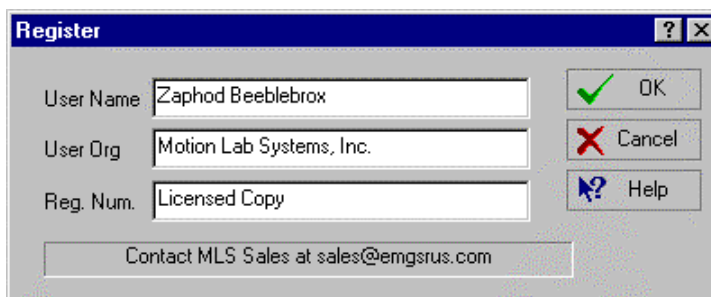 Register
User Name Zaphod Beeblebrox OK
User Org Motion Lab Systems, Inc. Cancel
Reg. Num. Licensed Copy Help
Contact MLS Sales at sales@emgsrus.com